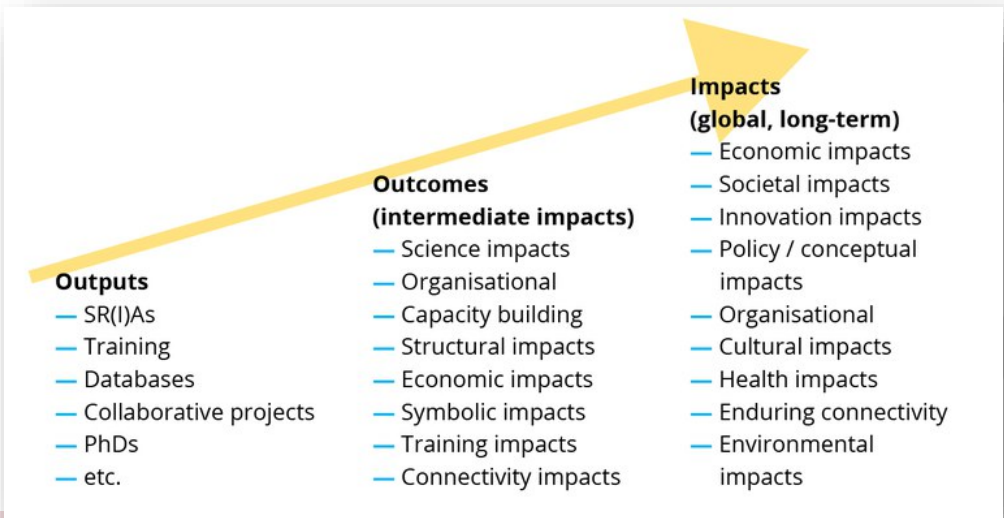 Outputs
— SR(I)As
— Training
— Databases
— Collaborative projects
— PhDs
— etc.
Outcomes
(intermediate impacts)
— Science impacts
— Organisational
— Capacity building
— Structural impacts
— Economic impacts
— Symbolic impacts
— Training impacts
— Connectivity impacts
Impacts
(global, long-term)
— Economic impacts
— Societal impacts
— Innovation impacts
— Policy / conceptual
impacts
— Organisational
— Cultural impacts
— Health impacts
— Enduring connectivity
— Environmental
impacts